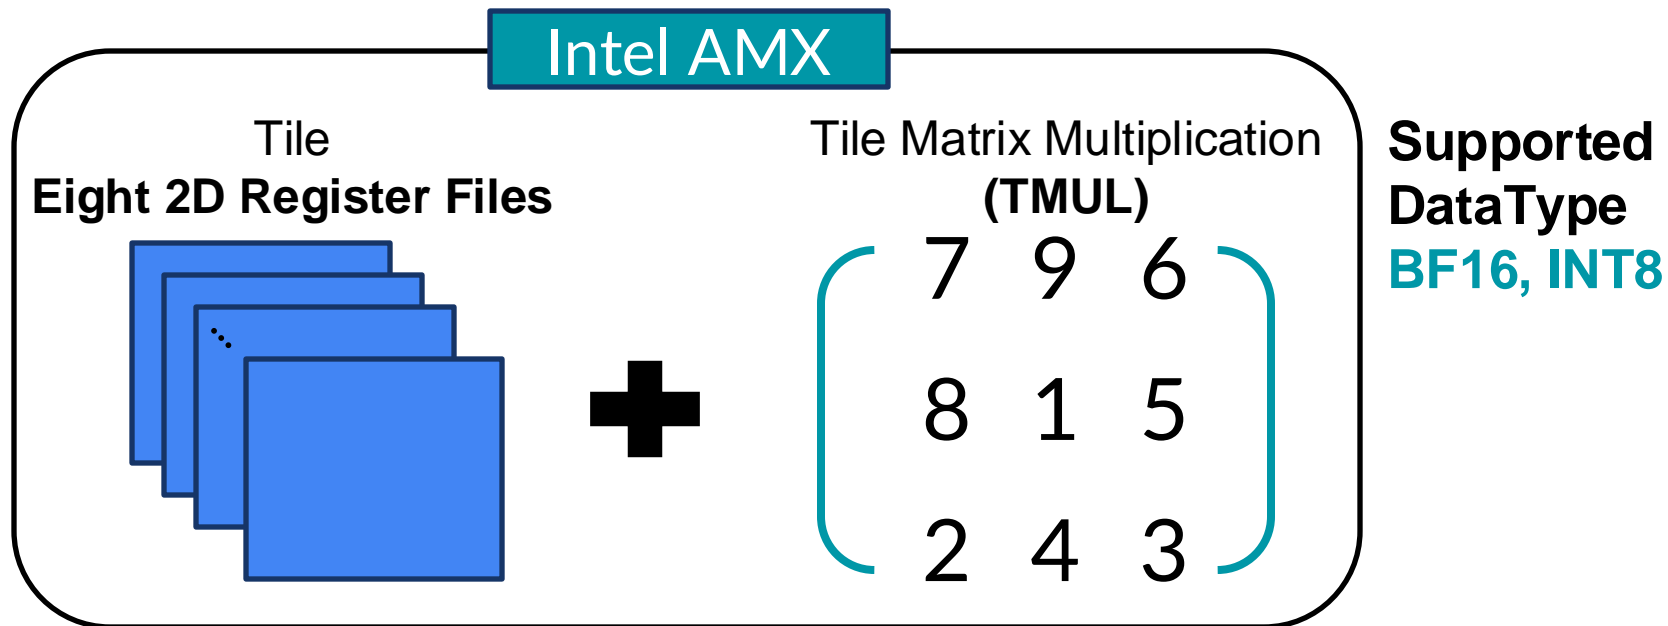 Intel AMX
Tile
Eight 2D Register Files
Tile Matrix Multiplication
(TMUL)
7 9 6
8 1 5
2 4 3
Supported
DataType
BF16, INT8